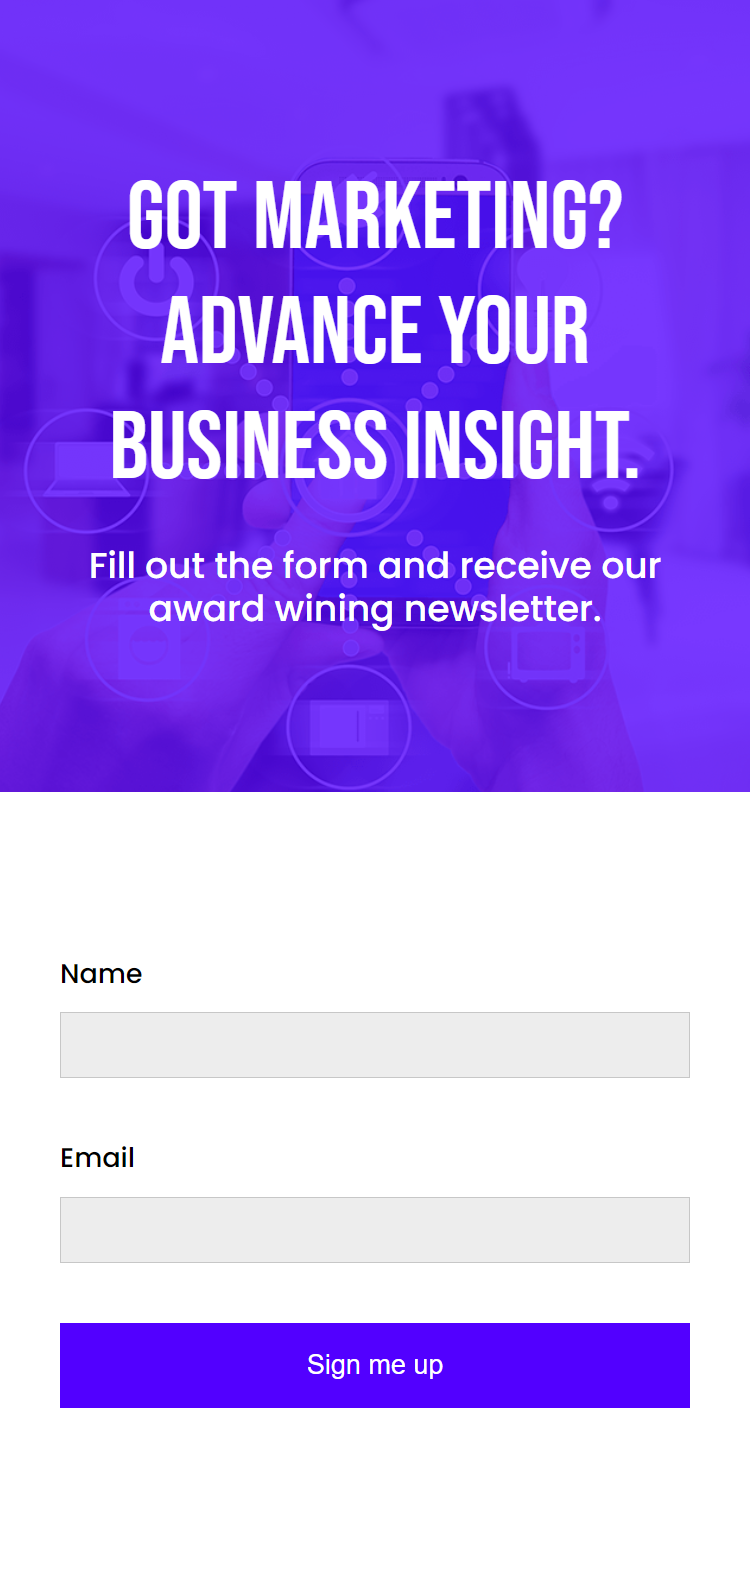 GOT MARKETING?
ADVANCE YOUR
BUSINESS INSIGHT.
Fill out the form and receive our
award wining newsletter.
Name
Email
Sign me up